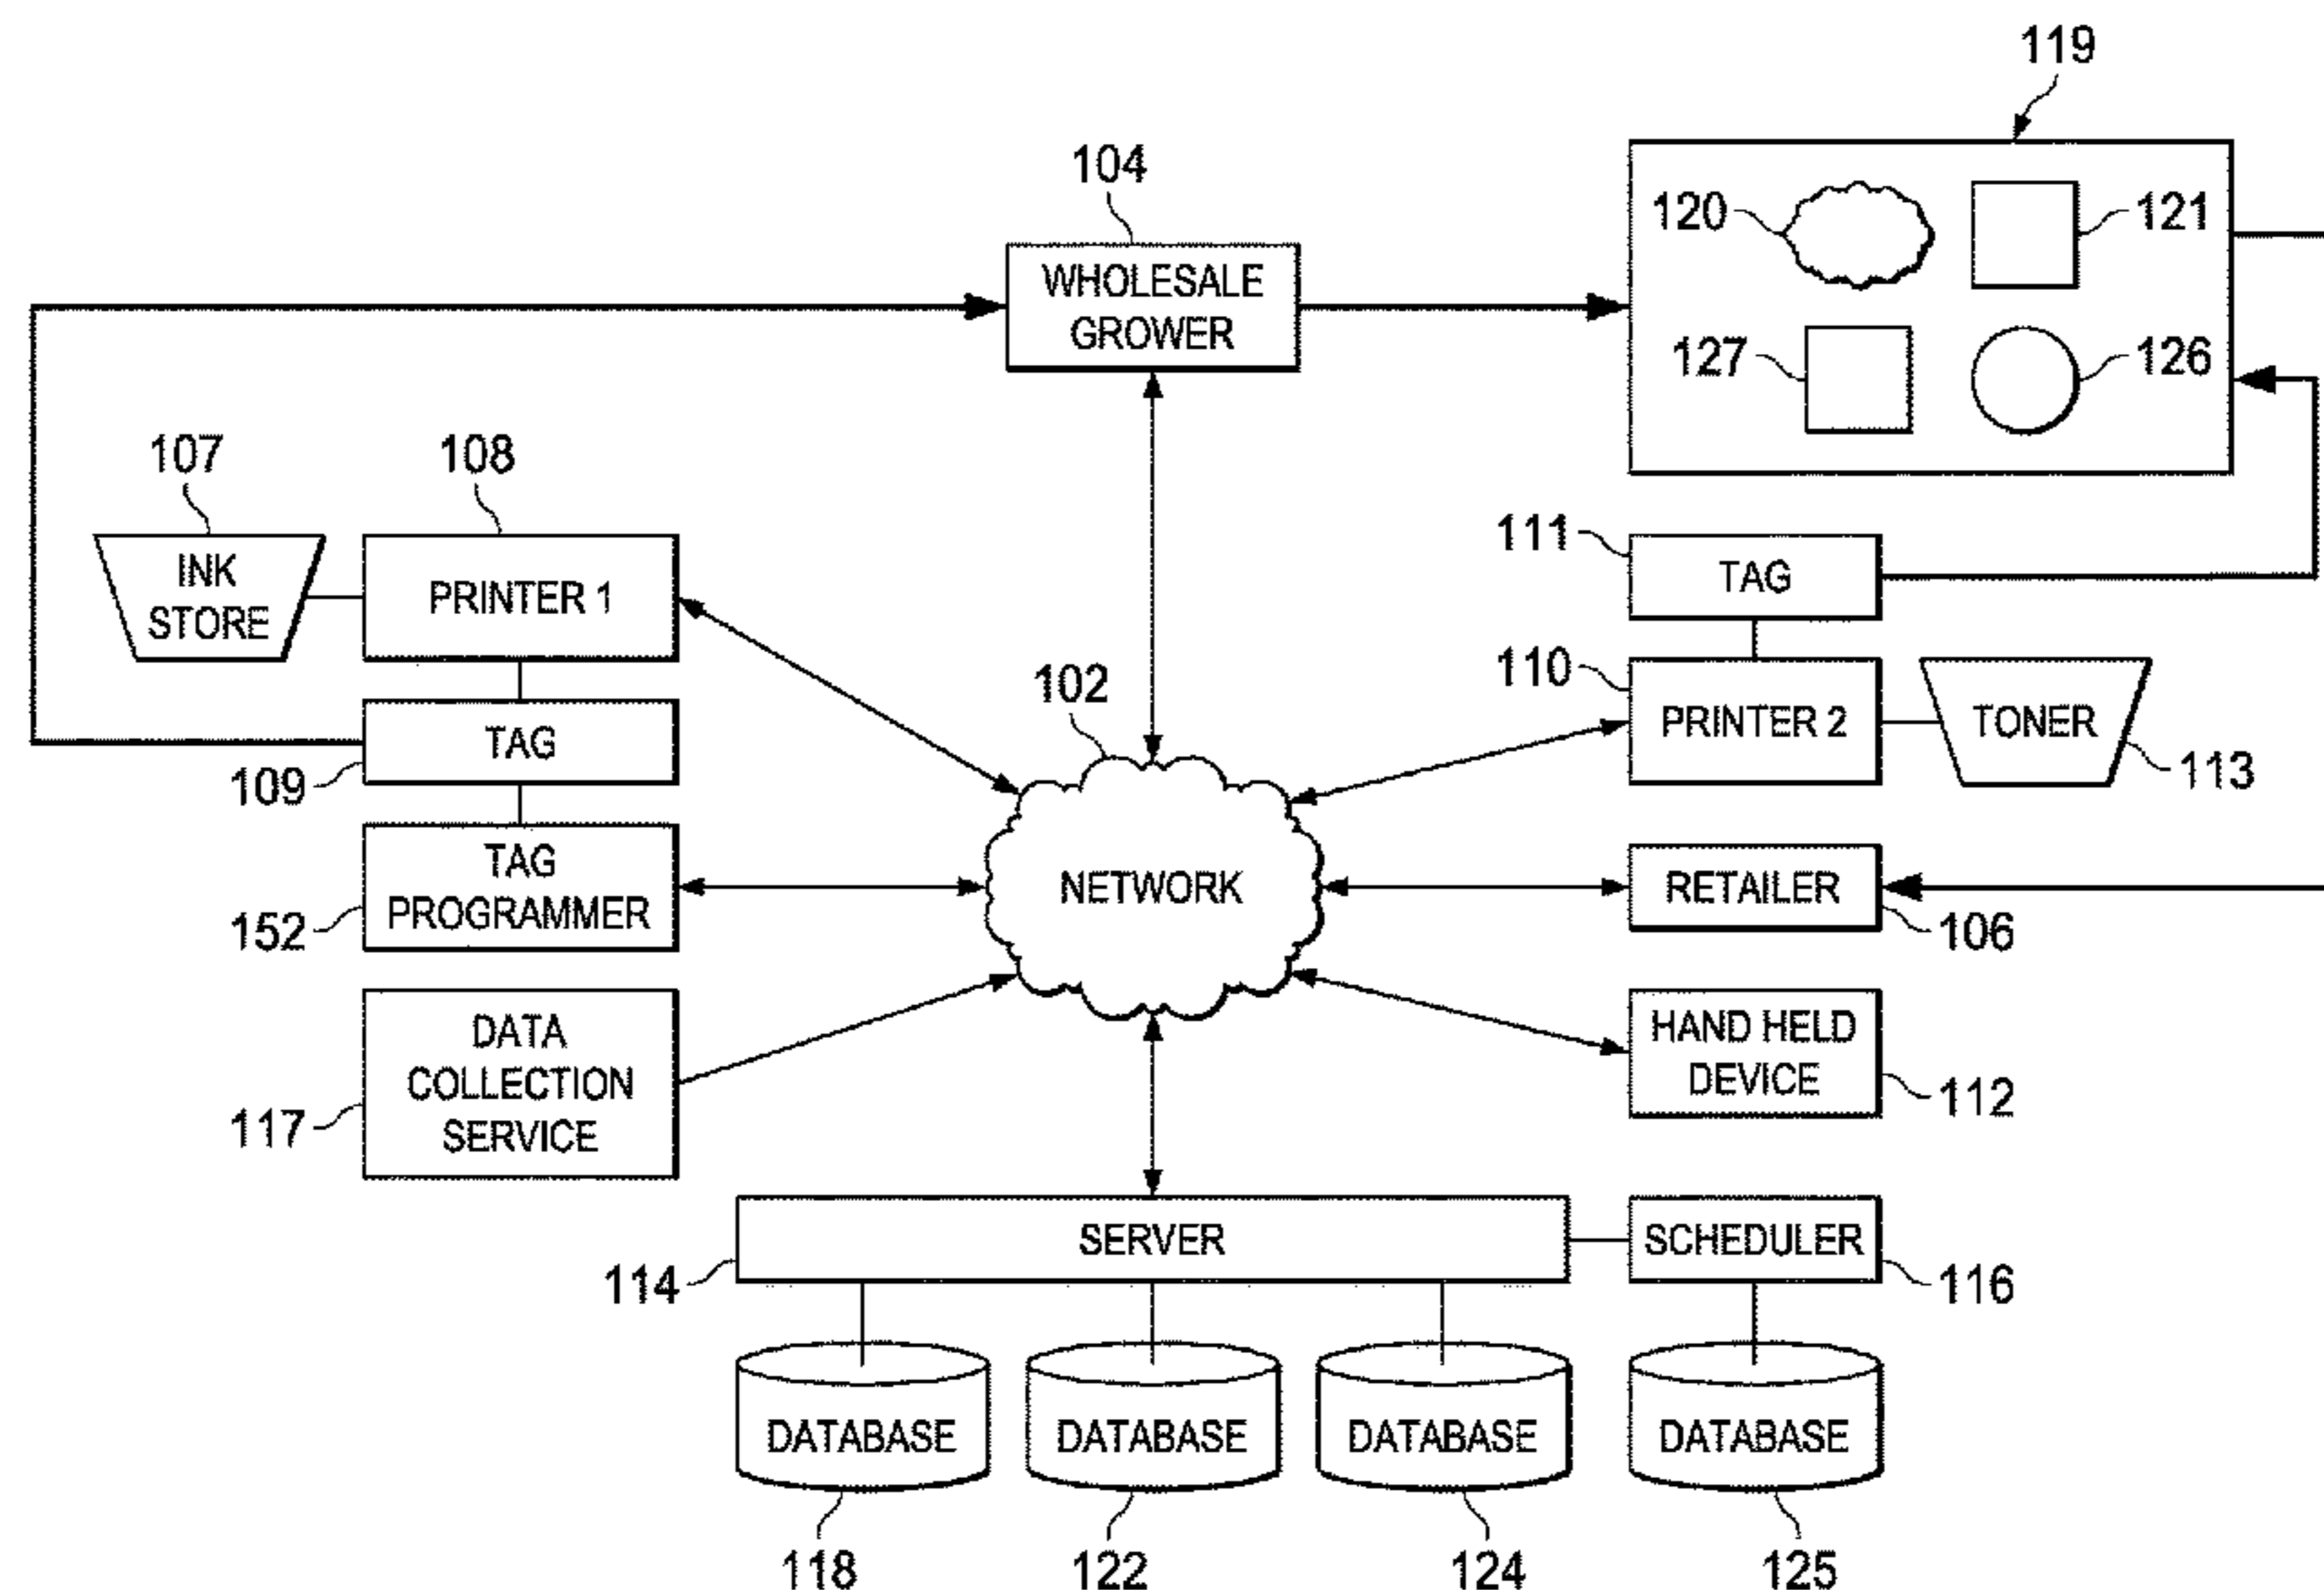 119
104
120
121
WHOLESALE
GROWER
127
126
107
108
111
INK
STORE
PRINTER 1
TAG
102
110
TAG
PRINTER 2
TONER
109
113
TAG
PROGRAMMER
NETWORK
RETAILER
152
106
DATA
COLLECTION
SERVICE
HAND HELD
DEVICE
117
112
SERVER
SCHEDULER
114
116
DATABASE
DATABASE
DATABASE
DATABASE
118
122
124
125